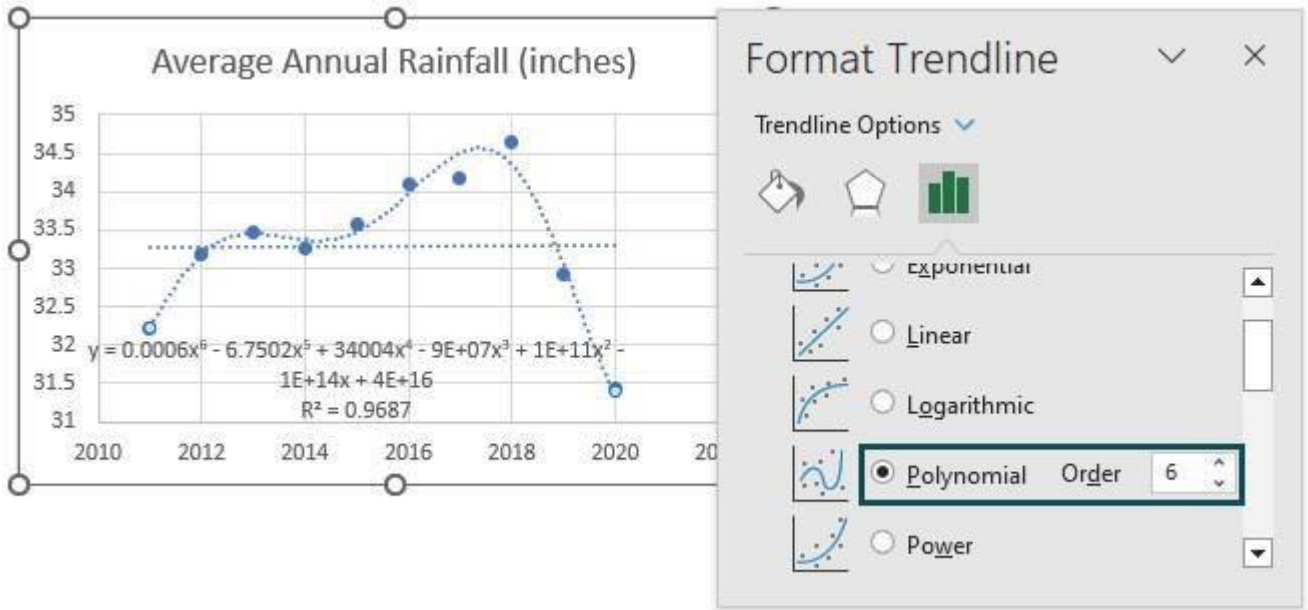 Average Annual Rainfall (inches)
35
34.5
34
33.5
33
32.5
32
31.5
31
y = 0.0006x⁶ - 6.7502x⁵ + 34004x⁴ - 9E+07x³ + 1E+11x² -
1E+14x + 4E+16
R² = 0.9687
2010 2012 2014 2016 2018 2020 20
Format Trendline
Trendline Options
Exponential
Linear
Logarithmic
Polynomial Order 6
Power